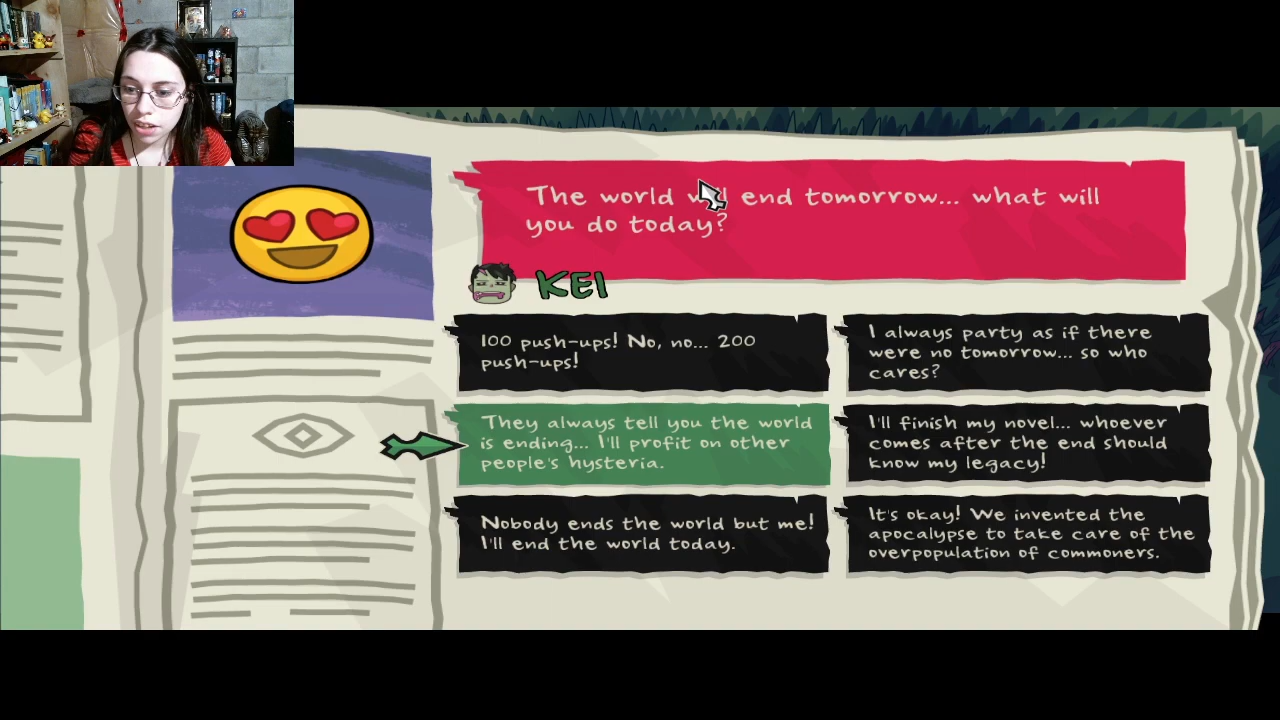 The world end tomorrow... what will
you do today?
KEI
100 push-ups! No, no... 200
push-ups!
I always party as if there
were no tomorrow... so who
cares?
They always tell you the world
is ending... I'll profit on other
people's hysteria.
I'll finish my novel... whoever
comes after the end should
know my legacy!
Nobody ends the world but me!
I'll end the world today.
It's okay! We invented the
apocalypse to take care of the
overpopulation of commoners.